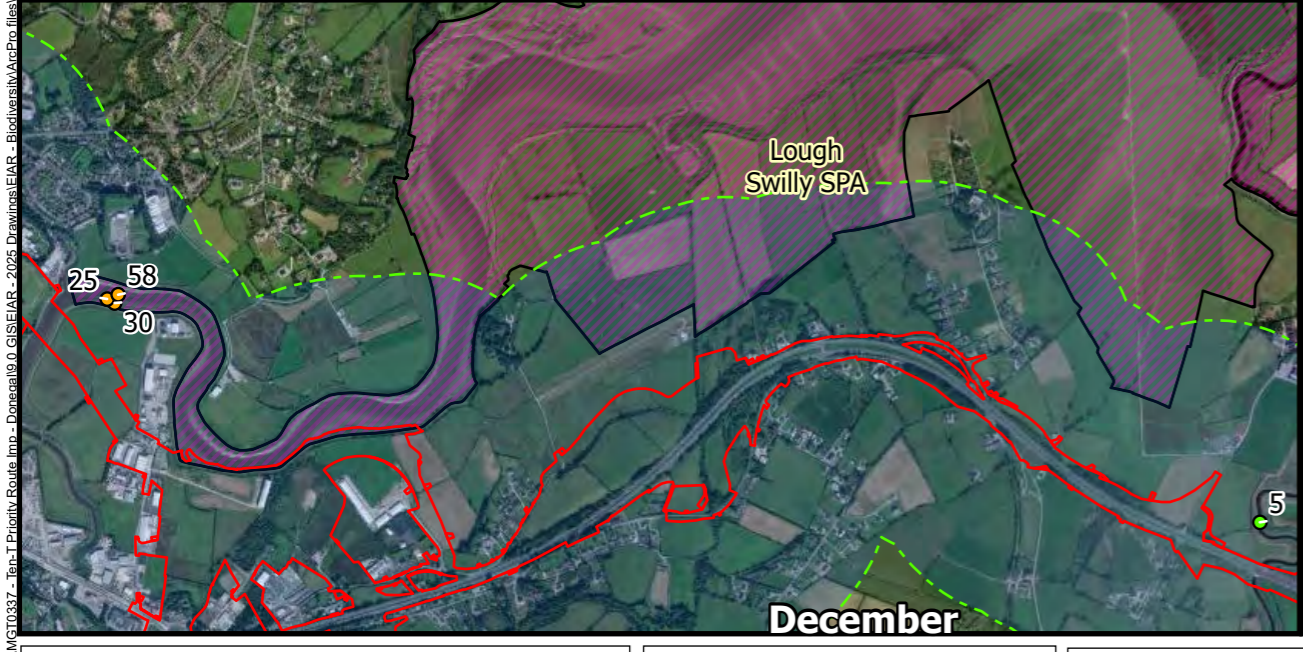 MGT0337 - Ten-T Priority Route Imp - Donegal\9.0 GIS\EIAR - 2025 Drawings\EIAR - Biodiversity\ArcPro files\
Lough
Swilly SPA
25
58
30
5
December